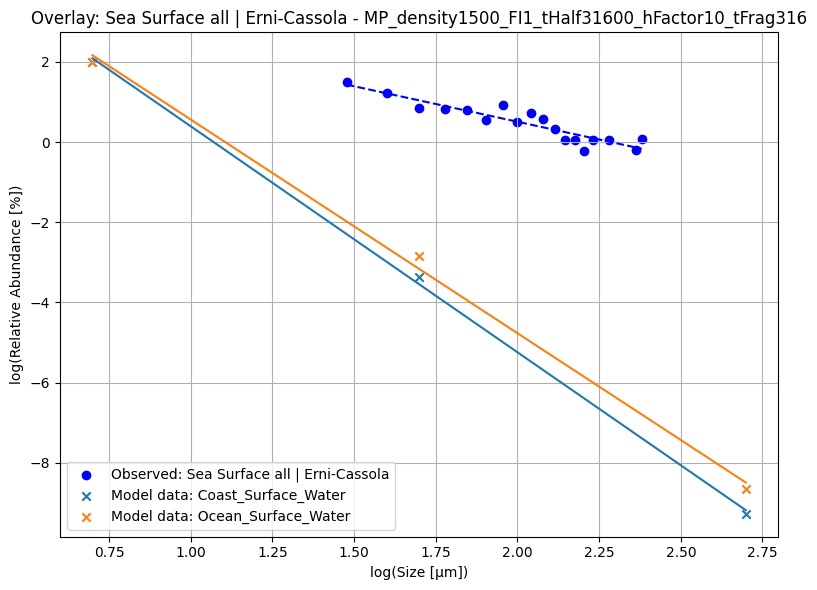 Overlay: Sea Surface all | Erni-Cassola - MP_density1500_FI1_tHalf31600_hFactor10_tFrag316
2
0
−2
−4
−6
−8
log(Relative Abundance [%])
Observed: Sea Surface all | Erni-Cassola
Model data: Coast_Surface_Water
Model data: Ocean_Surface_Water
0.75 1.00 1.25 1.50 1.75 2.00 2.25 2.50 2.75
log(Size [μm])